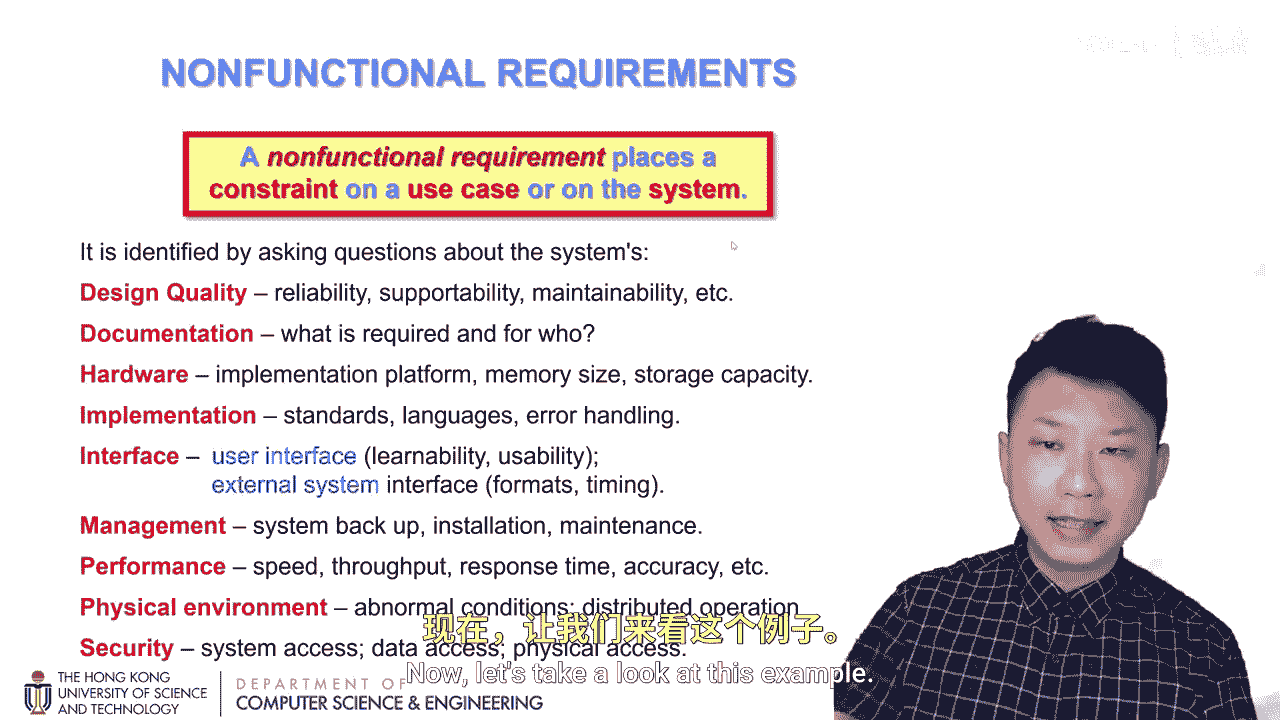 NONFUNCTIONAL REQUIREMENTS
A nonfunctional requirement places a
constraint on a use case or on the system.
It is identified by asking questions about the system's:
Design Quality – reliability, supportability, maintainability, etc.
Documentation – what is required and for who?
Hardware – implementation platform, memory size, storage capacity.
Implementation – standards, languages, error handling.
Interface – user interface (learnability, usability);
external system interface (formats, timing).
Management – system back up, installation, maintenance.
Performance – speed, throughput, response time, accuracy, etc.
Physical environment – abnormal conditions; distributed operation
Security – system access; data access; physical access.
现在，让我们来看这个例子。
Now, let's take a look at this example.
THE HONG KONG
UNIVERSITY OF SCIENCE
AND TECHNOLOGY
DEPARTMENT OF
COMPUTER SCIENCE & ENGINEERING